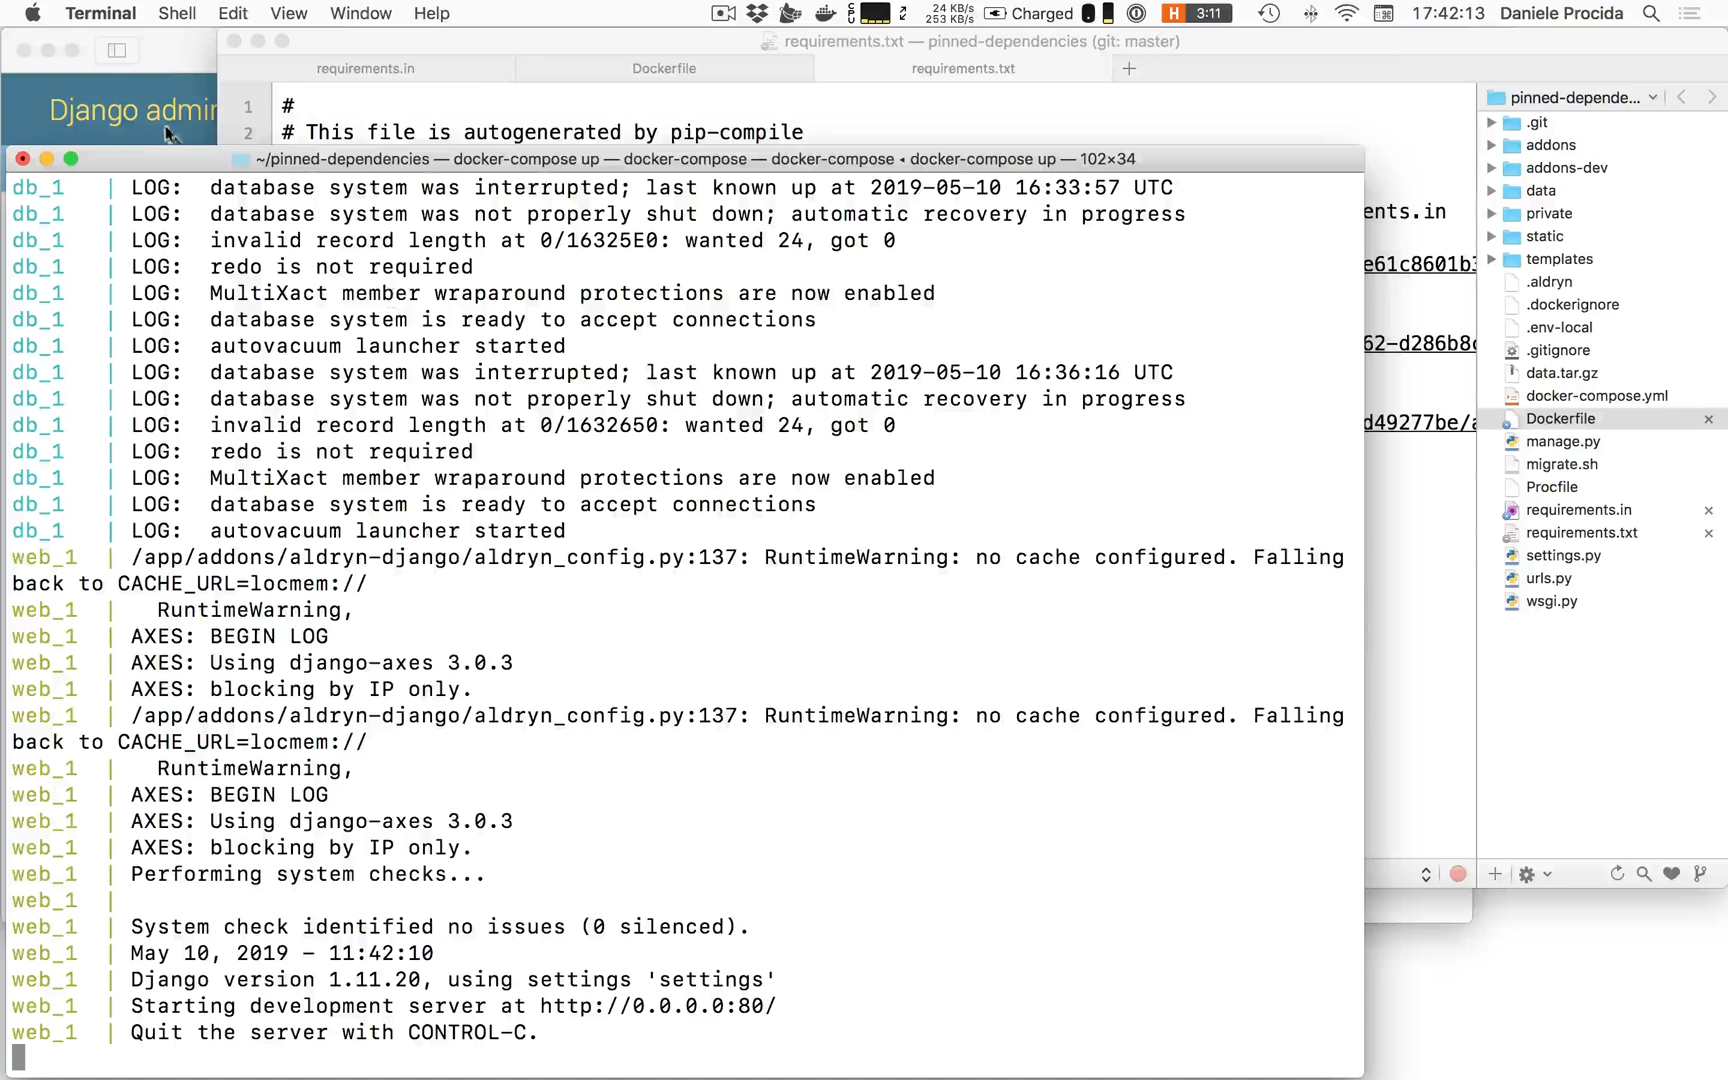 Terminal Shell Edit View Window Help
24 KB/s
253 KB/s
CPU
Charged
H 3:11
17:42:13 Daniele Procida
requirements.txt — pinned-dependencies (git: master)
requirements.in Dockerfile requirements.txt
Django admin
1 #
2 # This file is autogenerated by pip-compile
~/pinned-dependencies — docker-compose up — docker-compose — docker-compose ◂ docker-compose up — 102×34
db_1 | LOG: database system was interrupted; last known up at 2019-05-10 16:33:57 UTC
db_1 | LOG: database system was not properly shut down; automatic recovery in progress
db_1 | LOG: invalid record length at 0/16325E0: wanted 24, got 0
db_1 | LOG: redo is not required
db_1 | LOG: MultiXact member wraparound protections are now enabled
db_1 | LOG: database system is ready to accept connections
db_1 | LOG: autovacuum launcher started
db_1 | LOG: database system was interrupted; last known up at 2019-05-10 16:36:16 UTC
db_1 | LOG: database system was not properly shut down; automatic recovery in progress
db_1 | LOG: invalid record length at 0/1632650: wanted 24, got 0
db_1 | LOG: redo is not required
db_1 | LOG: MultiXact member wraparound protections are now enabled
db_1 | LOG: database system is ready to accept connections
db_1 | LOG: autovacuum launcher started
web_1 | /app/addons/aldryn-django/aldryn_config.py:137: RuntimeWarning: no cache configured. Falling
back to CACHE_URL=locmem://
web_1 | RuntimeWarning,
web_1 | AXES: BEGIN LOG
web_1 | AXES: Using django-axes 3.0.3
web_1 | AXES: blocking by IP only.
web_1 | /app/addons/aldryn-django/aldryn_config.py:137: RuntimeWarning: no cache configured. Falling
back to CACHE_URL=locmem://
web_1 | RuntimeWarning,
web_1 | AXES: BEGIN LOG
web_1 | AXES: Using django-axes 3.0.3
web_1 | AXES: blocking by IP only.
web_1 | Performing system checks...
web_1 |
web_1 | System check identified no issues (0 silenced).
web_1 | May 10, 2019 - 11:42:10
web_1 | Django version 1.11.20, using settings 'settings'
web_1 | Starting development server at http://0.0.0.0:80/
web_1 | Quit the server with CONTROL-C.
ents.in
e61c8601b3
62-d286b8c
d49277be/a
pinned-depende...
.git
addons
addons-dev
data
private
static
templates
.aldryn
.dockerignore
.env-local
.gitignore
data.tar.gz
docker-compose.yml
Dockerfile
manage.py
migrate.sh
Procfile
requirements.in
requirements.txt
settings.py
urls.py
wsgi.py